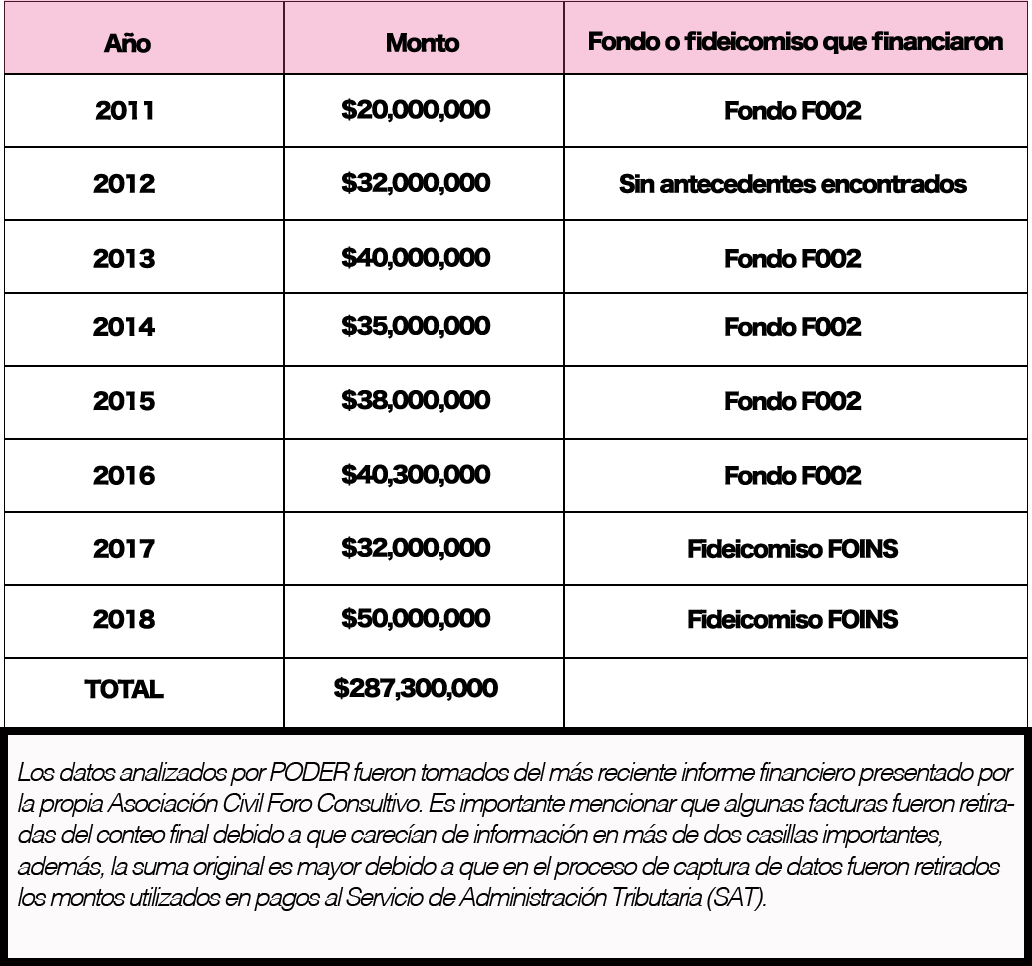 Año Monto Fondo o fideicomiso que financiaron
2011 $20,000,000 Fondo F002
2012 $32,000,000 Sin antecedentes encontrados
2013 $40,000,000 Fondo F002
2014 $35,000,000 Fondo F002
2015 $38,000,000 Fondo F002
2016 $40,300,000 Fondo F002
2017 $32,000,000 Fideicomiso FOINS
2018 $50,000,000 Fideicomiso FOINS
TOTAL $287,300,000
Los datos analizados por PODER fueron tomados del más reciente informe financiero presentado por
la propia Asociación Civil Foro Consultivo. Es importante mencionar que algunas facturas fueron retira-
das del conteo final debido a que carecían de información en más de dos casillas importantes,
además, la suma original es mayor debido a que en el proceso de captura de datos fueron retirados
los montos utilizados en pagos al Servicio de Administración Tributaria (SAT).